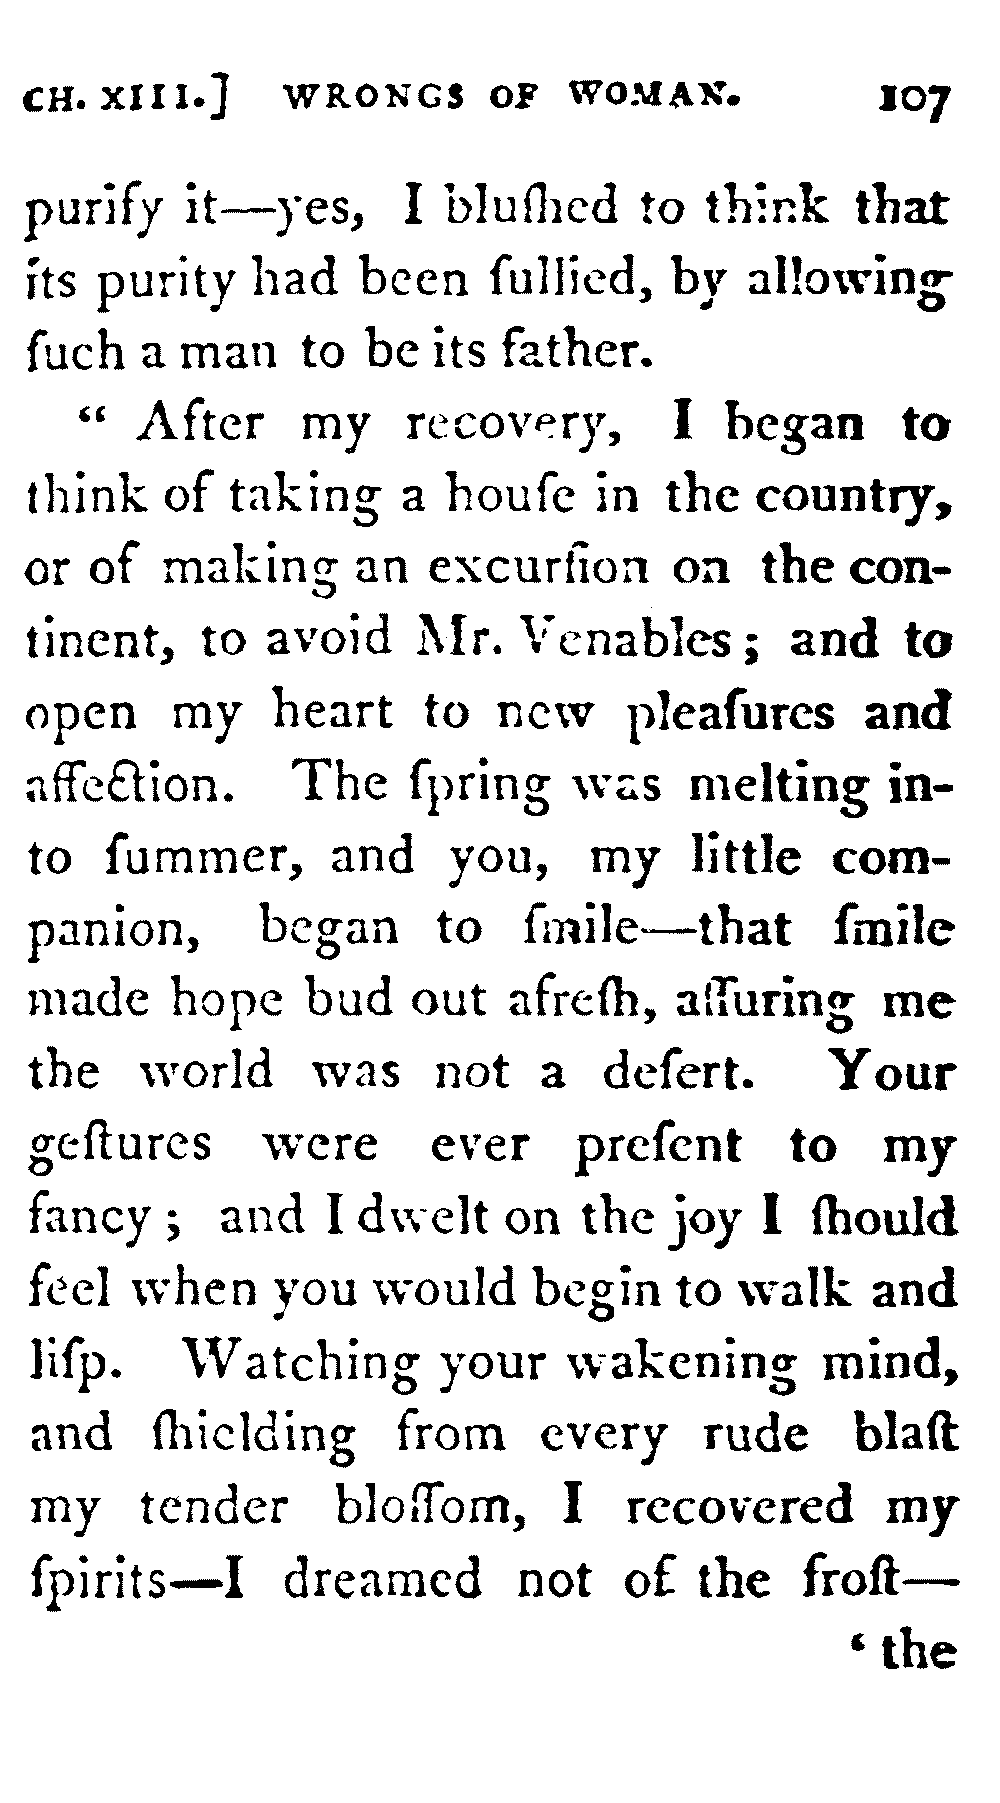 CH. XIII.] WRONGS OF WOMAN. 107
purify it—yes, I bluſhed to think that
its purity had been ſullied, by allowing
ſuch a man to be its father.
“ After my recovery, I began to
think of taking a houſe in the country,
or of making an excurſion on the con-
tinent, to avoid Mr. Venables; and to
open my heart to new pleaſures and
affection. The ſpring was melting in-
to ſummer, and you, my little com-
panion, began to ſmile—that ſmile
made hope bud out afreſh, aſſuring me
the world was not a deſert. Your
geſtures were ever preſent to my
fancy; and I dwelt on the joy I ſhould
feel when you would begin to walk and
liſp. Watching your wakening mind,
and ſhielding from every rude blaſt
my tender bloſſom, I recovered my
ſpirits—I dreamed not of the froſt—
‘ the